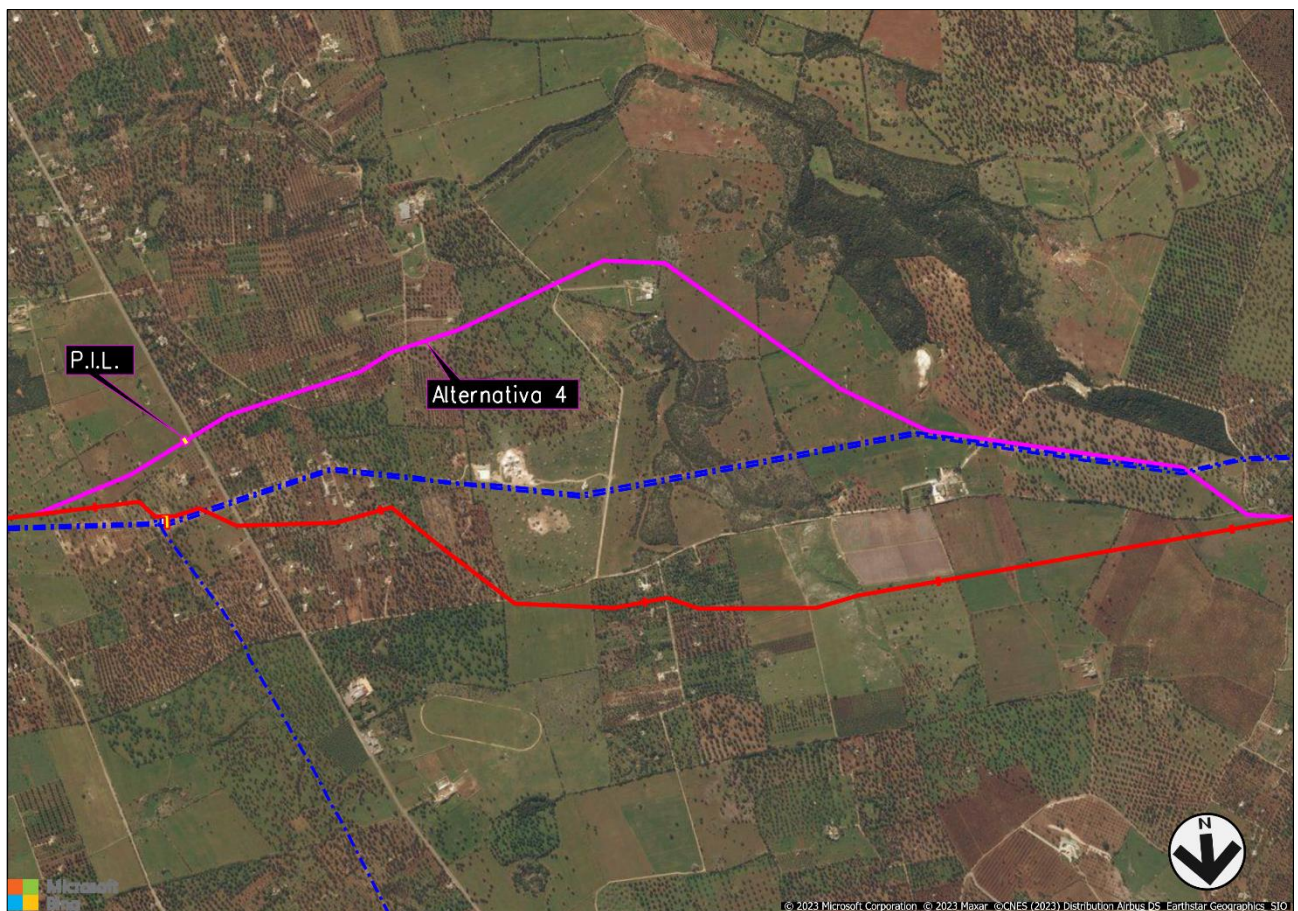 P.I.L.
Alternativa 4
N
Microsoft
Bing
© 2023 Microsoft Corporation © 2023 Maxar ©CNES (2023) Distribution Airbus DS Earthstar Geographics SIO